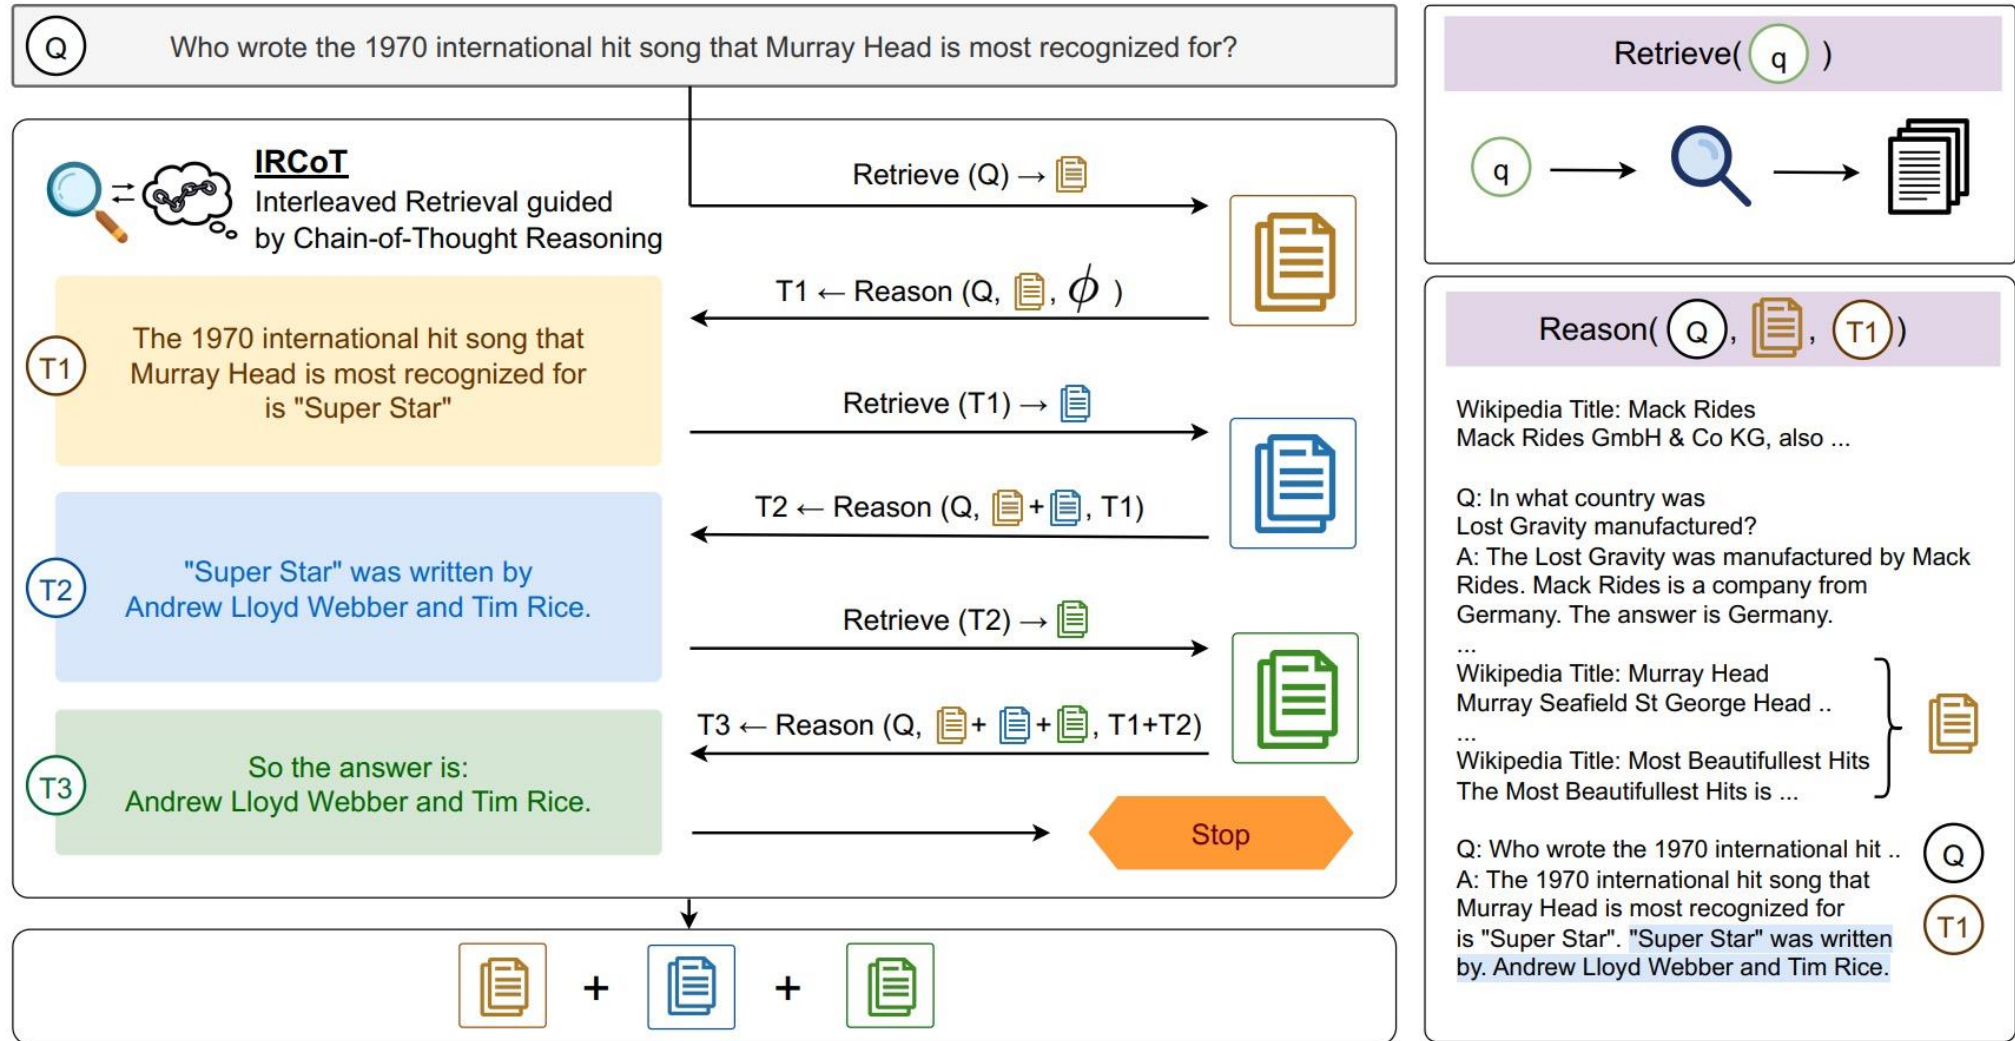 Q
Who wrote the 1970 international hit song that Murray Head is most recognized for?
IRCoT
Interleaved Retrieval guided
by Chain-of-Thought Reasoning
Retrieve (Q) →
T1 ← Reason (Q, , ϕ )
T1
The 1970 international hit song that
Murray Head is most recognized for
is "Super Star"
Retrieve (T1) →
T2 ← Reason (Q, + , T1)
T2
"Super Star" was written by
Andrew Lloyd Webber and Tim Rice.
Retrieve (T2) →
T3 ← Reason (Q, + + , T1+T2)
T3
So the answer is:
Andrew Lloyd Webber and Tim Rice.
Stop
+ +
Retrieve( q )
q
Reason( Q , , T1 )
Wikipedia Title: Mack Rides
Mack Rides GmbH & Co KG, also ...
Q: In what country was
Lost Gravity manufactured?
A: The Lost Gravity was manufactured by Mack
Rides. Mack Rides is a company from
Germany. The answer is Germany.
...
Wikipedia Title: Murray Head
Murray Seafield St George Head ..
...
Wikipedia Title: Most Beautifullest Hits
The Most Beautifullest Hits is ...
Q: Who wrote the 1970 international hit ..
Q
A: The 1970 international hit song that
Murray Head is most recognized for
T1
is "Super Star". "Super Star" was written
by. Andrew Lloyd Webber and Tim Rice.